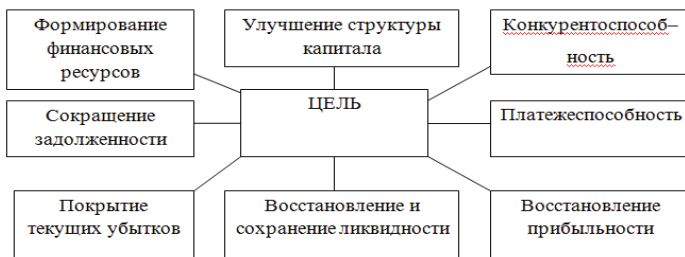 Формирование
финансовых
ресурсов
Улучшение структуры
капитала
Конкурентоспособ–
ность
Сокращение
задолженности
ЦЕЛЬ
Платежеспособность
Покрытие
текущих убытков
Восстановление и
сохранение ликвидности
Восстановление
прибыльности